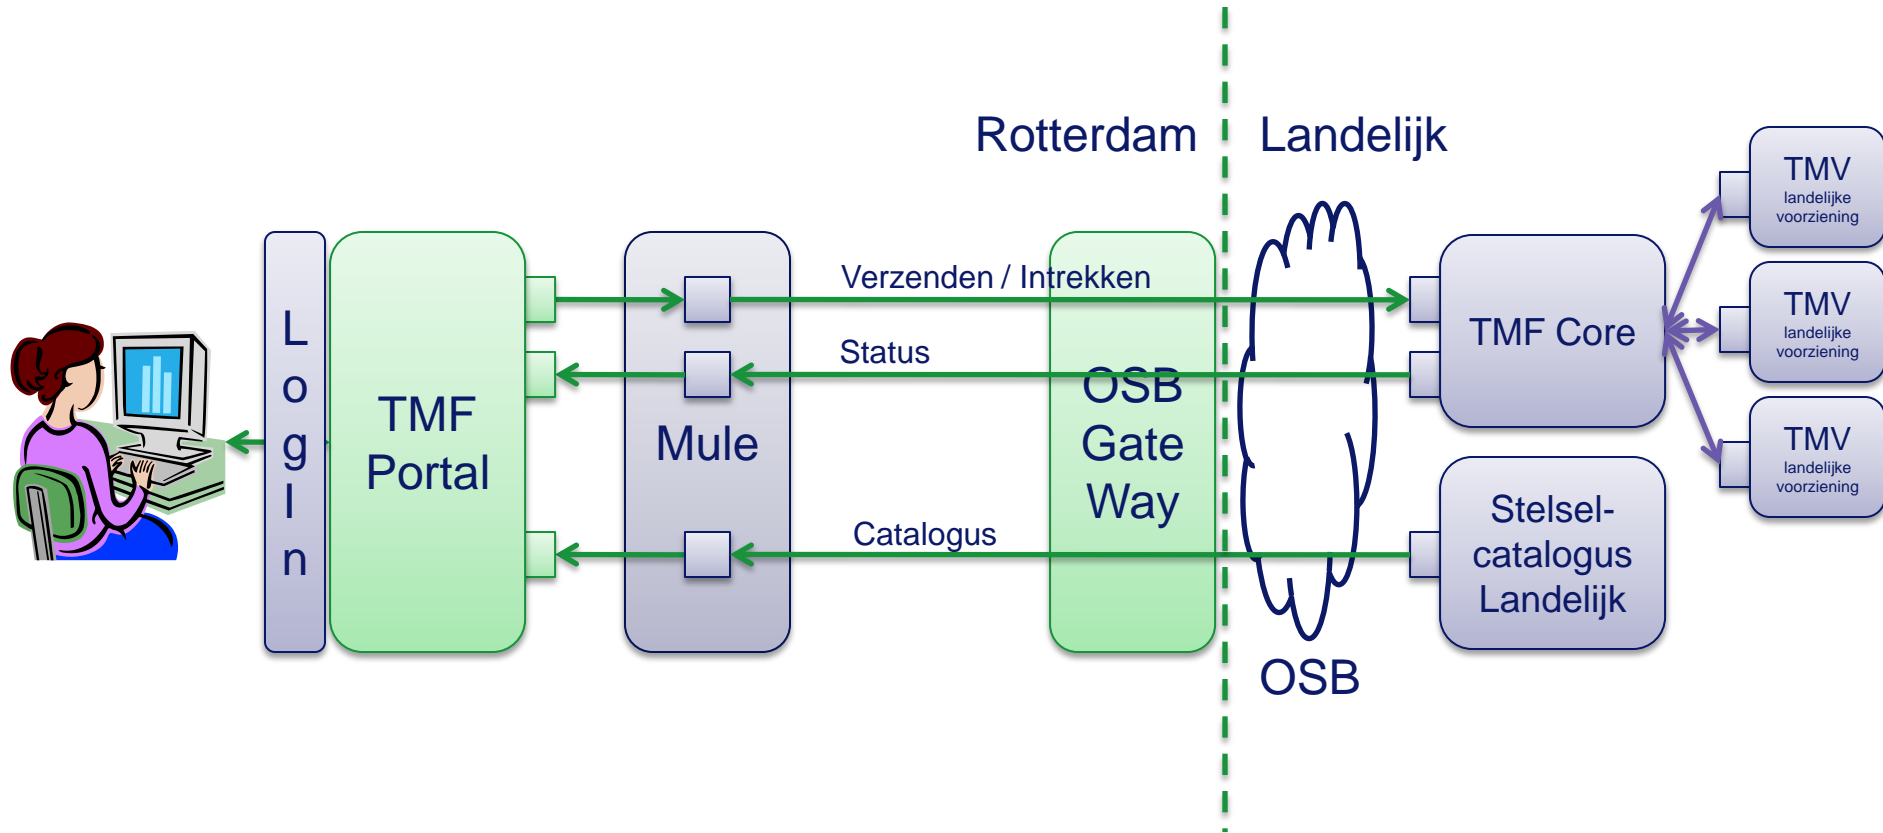 Rotterdam
Landelijk
L
o
g
I
n
TMF
Portal
Mule
Verzenden / Intrekken
Status
Catalogus
OSB
Gate
Way
OSB
TMF Core
Stelsel-
catalogus
Landelijk
TMV
landelijke
voorziening
TMV
landelijke
voorziening
TMV
landelijke
voorziening